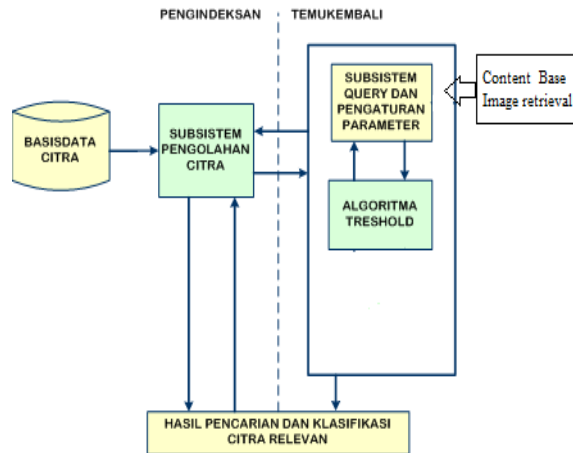 PENGINDEKSAN
TEMUKEMBALI
SUBSISTEM
QUERY DAN
PENGATURAN
PARAMETER
Content Base
Image retrieval
BASISDATA
CITRA
SUBSISTEM
PENGOLAHAN
CITRA
ALGORITMA
TRESHOLD
HASIL PENCARIAN DAN KLASIFIKASI
CITRA RELEVAN